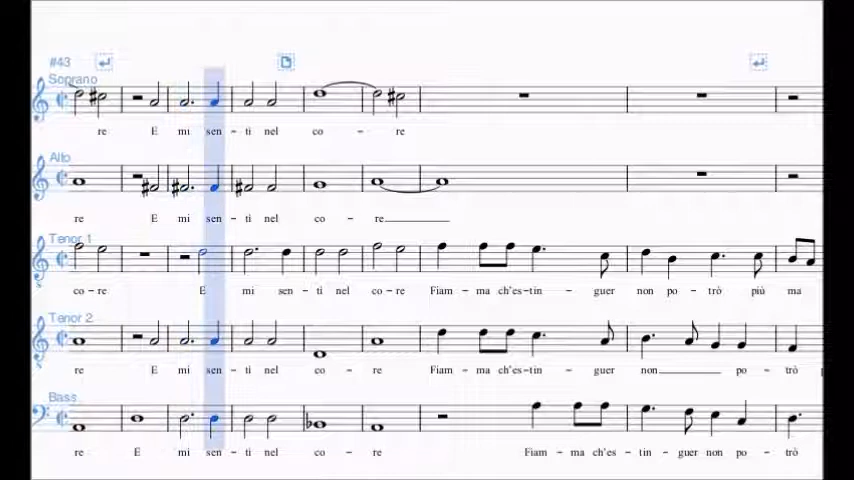 #43
Soprano
re E mi sen - ti nel co - re
Alto
re E mi sen - ti nel co - re
Tenor 1
co - re E mi sen - ti nel co - re Fiam - ma ch'es - tin - guer non po - trò più ma
Tenor 2
re E mi sen - ti nel co - re Fiam - ma ch'es - tin - guer non po - trò
Bass
re E mi sen - ti nel co - re Fiam - ma ch'es - tin - guer non po - trò